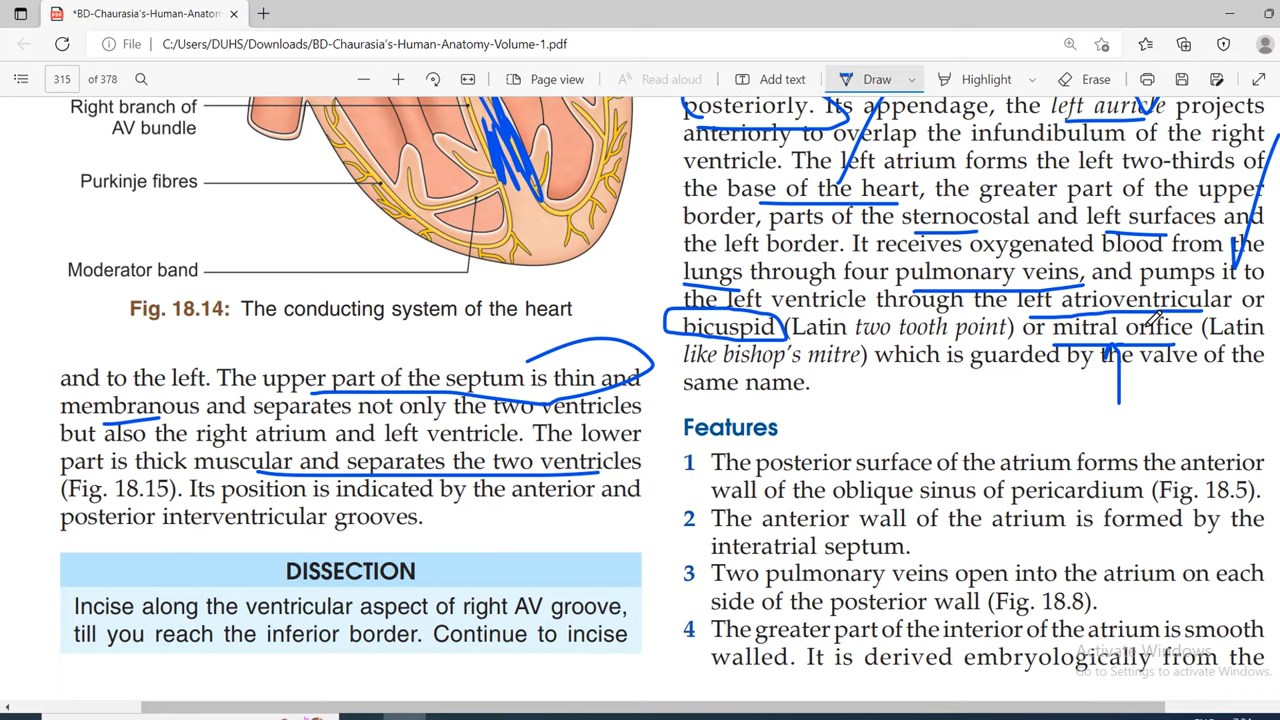 *BD-Chaurasia's-Human-Anatom
File
C:/Users/DUHS/Downloads/BD-Chaurasia's-Human-Anatomy-Volume-1.pdf
315 of 378
Page view
Read aloud
Add text
Draw
Highlight
Erase
Right branch of
AV bundle
Purkinje fibres
Moderator band
Fig. 18.14: The conducting system of the heart
and to the left. The upper part of the septum is thin and
membranous and separates not only the two ventricles
but also the right atrium and left ventricle. The lower
part is thick muscular and separates the two ventricles
(Fig. 18.15). Its position is indicated by the anterior and
posterior interventricular grooves.
DISSECTION
Incise along the ventricular aspect of right AV groove,
till you reach the inferior border. Continue to incise
posteriorly. Its appendage, the left auricle projects
anteriorly to overlap the infundibulum of the right
ventricle. The left atrium forms the left two-thirds of
the base of the heart, the greater part of the upper
border, parts of the sternocostal and left surfaces and
the left border. It receives oxygenated blood from the
lungs through four pulmonary veins, and pumps it to
the left ventricle through the left atrioventricular or
bicuspid (Latin two tooth point) or mitral orifice (Latin
like bishop's mitre) which is guarded by the valve of the
same name.
Features
1 The posterior surface of the atrium forms the anterior
wall of the oblique sinus of pericardium (Fig. 18.5).
2 The anterior wall of the atrium is formed by the
interatrial septum.
3 Two pulmonary veins open into the atrium on each
side of the posterior wall (Fig. 18.8).
4 The greater part of the interior of the atrium is smooth
walled. It is derived embryologically from the
Activate Windows
Go to Settings to activate Windows.